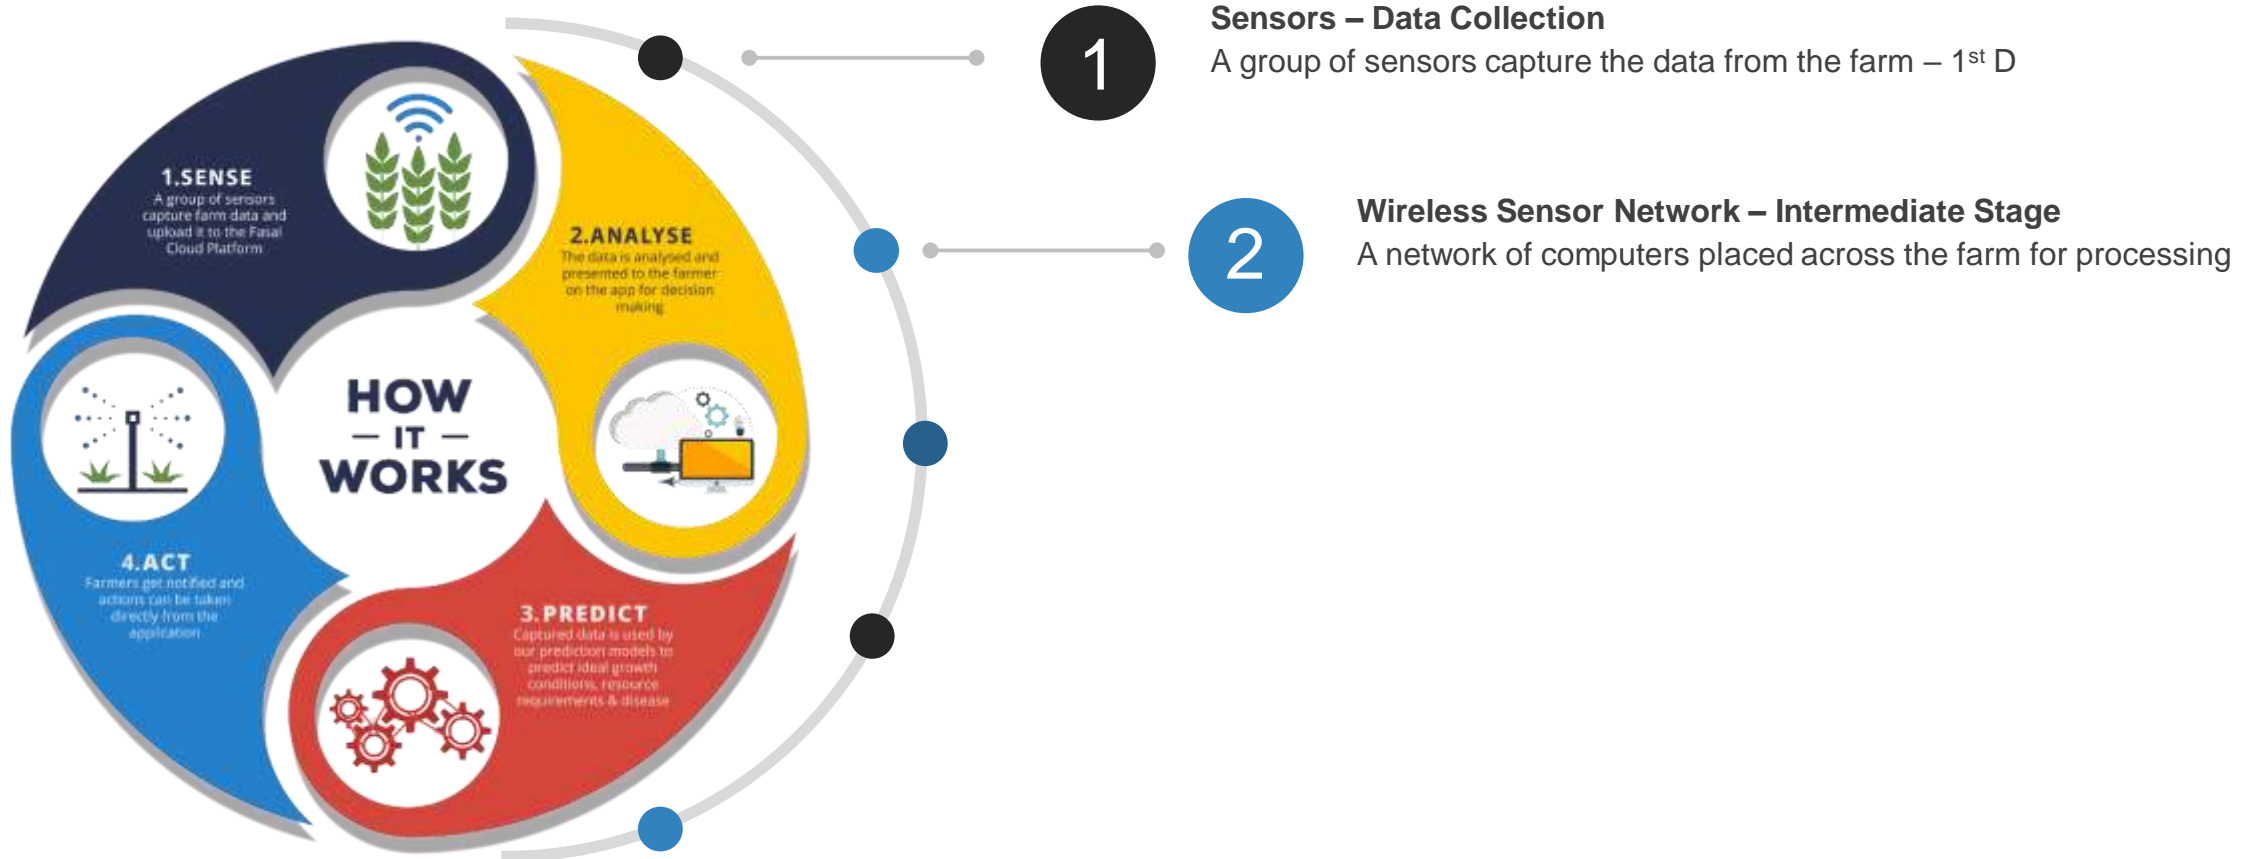 1.SENSE
A group of sensors
capture farm data and
upload it to the Fasal
Cloud Platform
2.ANALYSE
The data is analysed and
presented to the farmer
on the app for decision
making
HOW
— IT —
WORKS
3.PREDICT
Captured data is used by
our prediction models to
predict ideal growth
conditions, resource
requirements & disease
4.ACT
Farmers get notified and
actions can be taken
directly from the
application
1
Sensors – Data Collection
A group of sensors capture the data from the farm – 1st D
2
Wireless Sensor Network – Intermediate Stage
A network of computers placed across the farm for processing